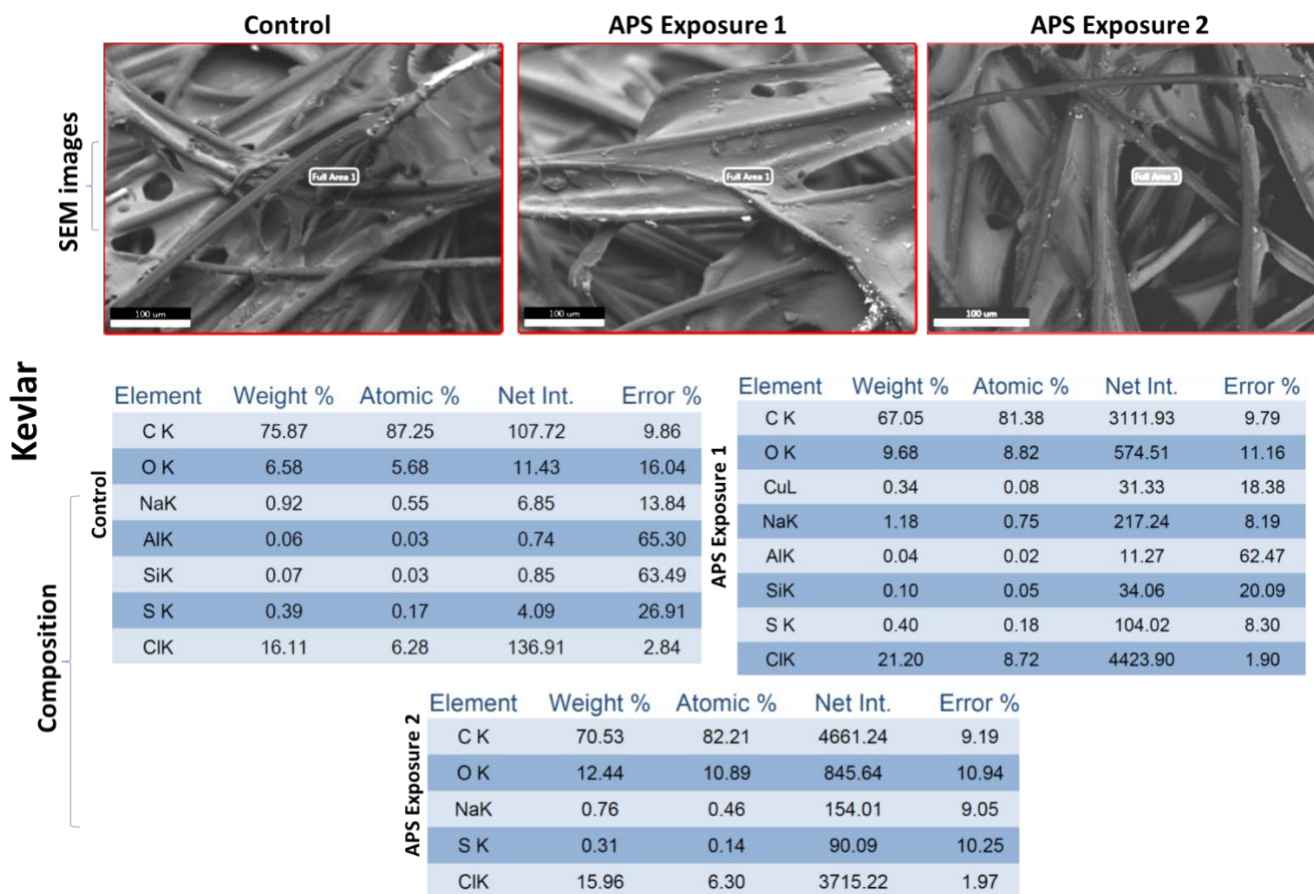 Control APS Exposure 1 APS Exposure 2
SEM images
Full Area 1 Full Area 1 Full Area 1
100 um 100 um 100 um
Kevlar
Composition
Control
Element Weight % Atomic % Net Int. Error %
C K 75.87 87.25 107.72 9.86
O K 6.58 5.68 11.43 16.04
NaK 0.92 0.55 6.85 13.84
AlK 0.06 0.03 0.74 65.30
SiK 0.07 0.03 0.85 63.49
S K 0.39 0.17 4.09 26.91
ClK 16.11 6.28 136.91 2.84
APS Exposure 1
Element Weight % Atomic % Net Int. Error %
C K 67.05 81.38 3111.93 9.79
O K 9.68 8.82 574.51 11.16
CuL 0.34 0.08 31.33 18.38
NaK 1.18 0.75 217.24 8.19
AlK 0.04 0.02 11.27 62.47
SiK 0.10 0.05 34.06 20.09
S K 0.40 0.18 104.02 8.30
ClK 21.20 8.72 4423.90 1.90
APS Exposure 2
Element Weight % Atomic % Net Int. Error %
C K 70.53 82.21 4661.24 9.19
O K 12.44 10.89 845.64 10.94
NaK 0.76 0.46 154.01 9.05
S K 0.31 0.14 90.09 10.25
ClK 15.96 6.30 3715.22 1.97